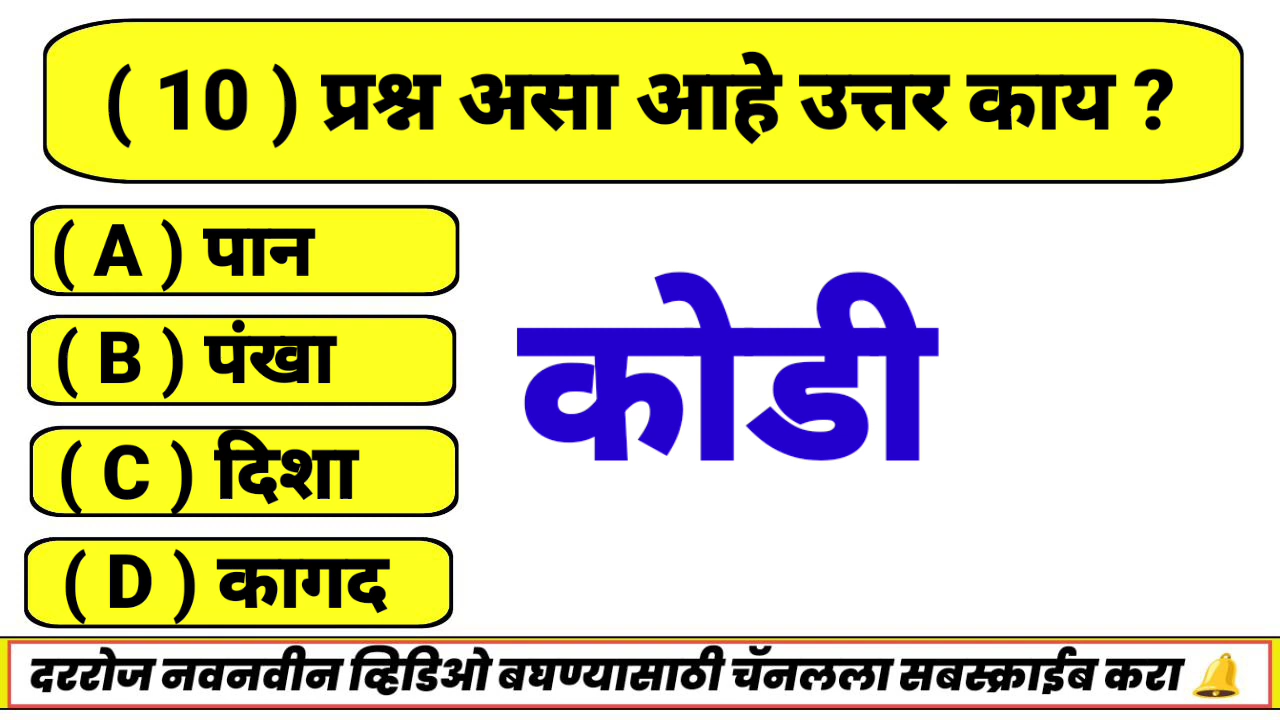 ( 10 ) प्रश्न असा आहे उत्तर काय ?
( A ) पान
( B ) पंखा
( C ) दिशा
( D ) कागद
कोडी
दररोज नवनवीन व्हिडिओ बघण्यासाठी चॅनलला सबस्क्राईब करा 🔔